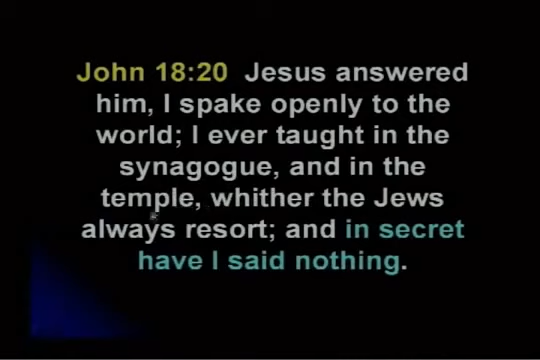 John 18:20 Jesus answered
him, I spake openly to the
world; I ever taught in the
synagogue, and in the
temple, whither the Jews
always resort; and in secret
have I said nothing.